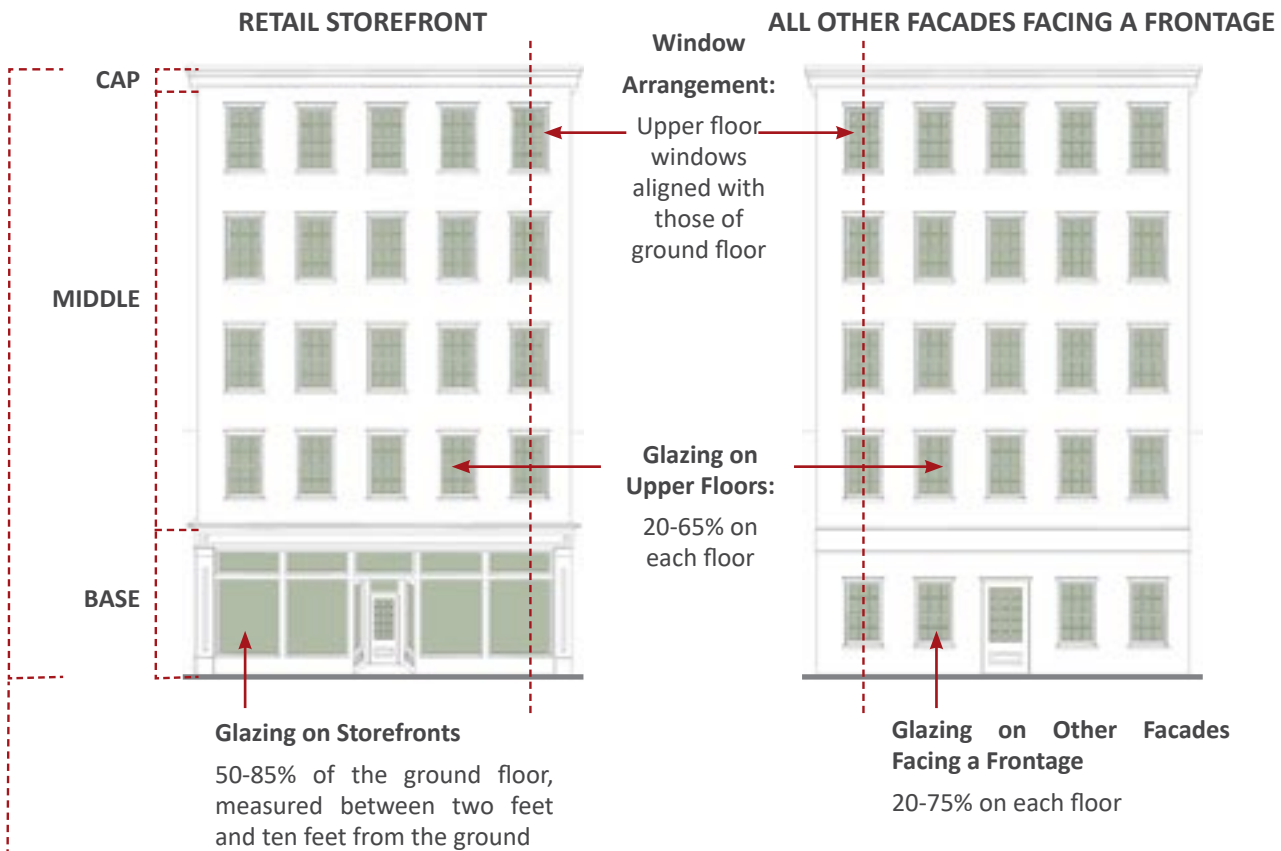 RETAIL STOREFRONT
ALL OTHER FACADES FACING A FRONTAGE
CAP
MIDDLE
BASE
Window
Arrangement:
Upper floor
windows
aligned with
those of
ground floor
Glazing on
Upper Floors:
20-65% on
each floor
Glazing on Storefronts
50-85% of the ground floor,
measured between two feet
and ten feet from the ground
Glazing on Other Facades
Facing a Frontage
20-75% on each floor